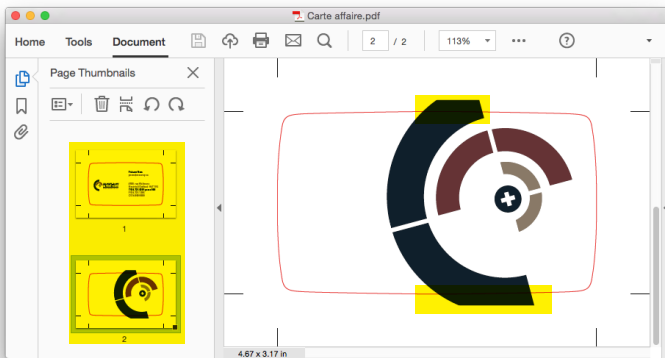 Carte affaire.pdf
Home Tools Document 2 / 2 113%
Page Thumbnails
1
2
4.67 x 3.17 in